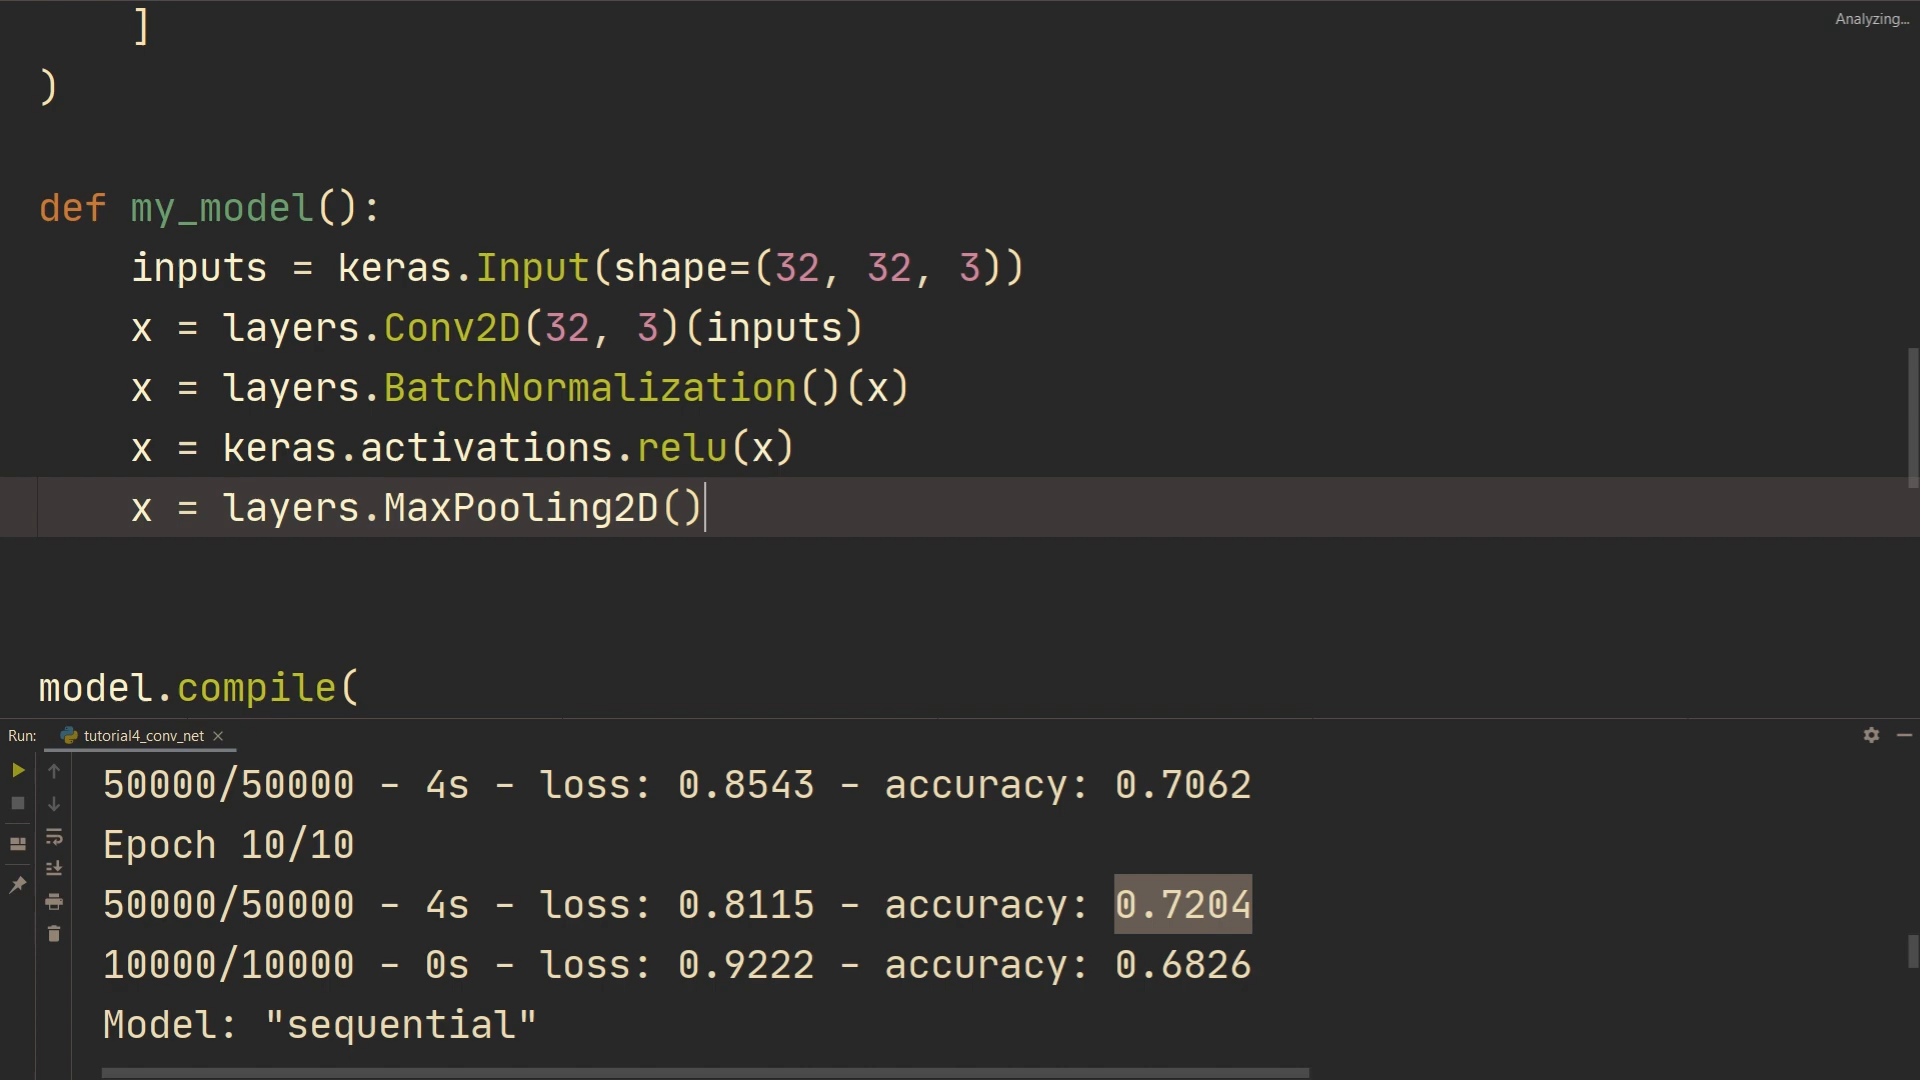 ]
)
Analyzing...
def my_model():
    inputs = keras.Input(shape=(32, 32, 3))
    x = layers.Conv2D(32, 3)(inputs)
    x = layers.BatchNormalization()(x)
    x = keras.activations.relu(x)
    x = layers.MaxPooling2D()
model.compile(
Run: tutorial4_conv_net
50000/50000 - 4s - loss: 0.8543 - accuracy: 0.7062
Epoch 10/10
50000/50000 - 4s - loss: 0.8115 - accuracy: 0.7204
10000/10000 - 0s - loss: 0.9222 - accuracy: 0.6826
Model: "sequential"